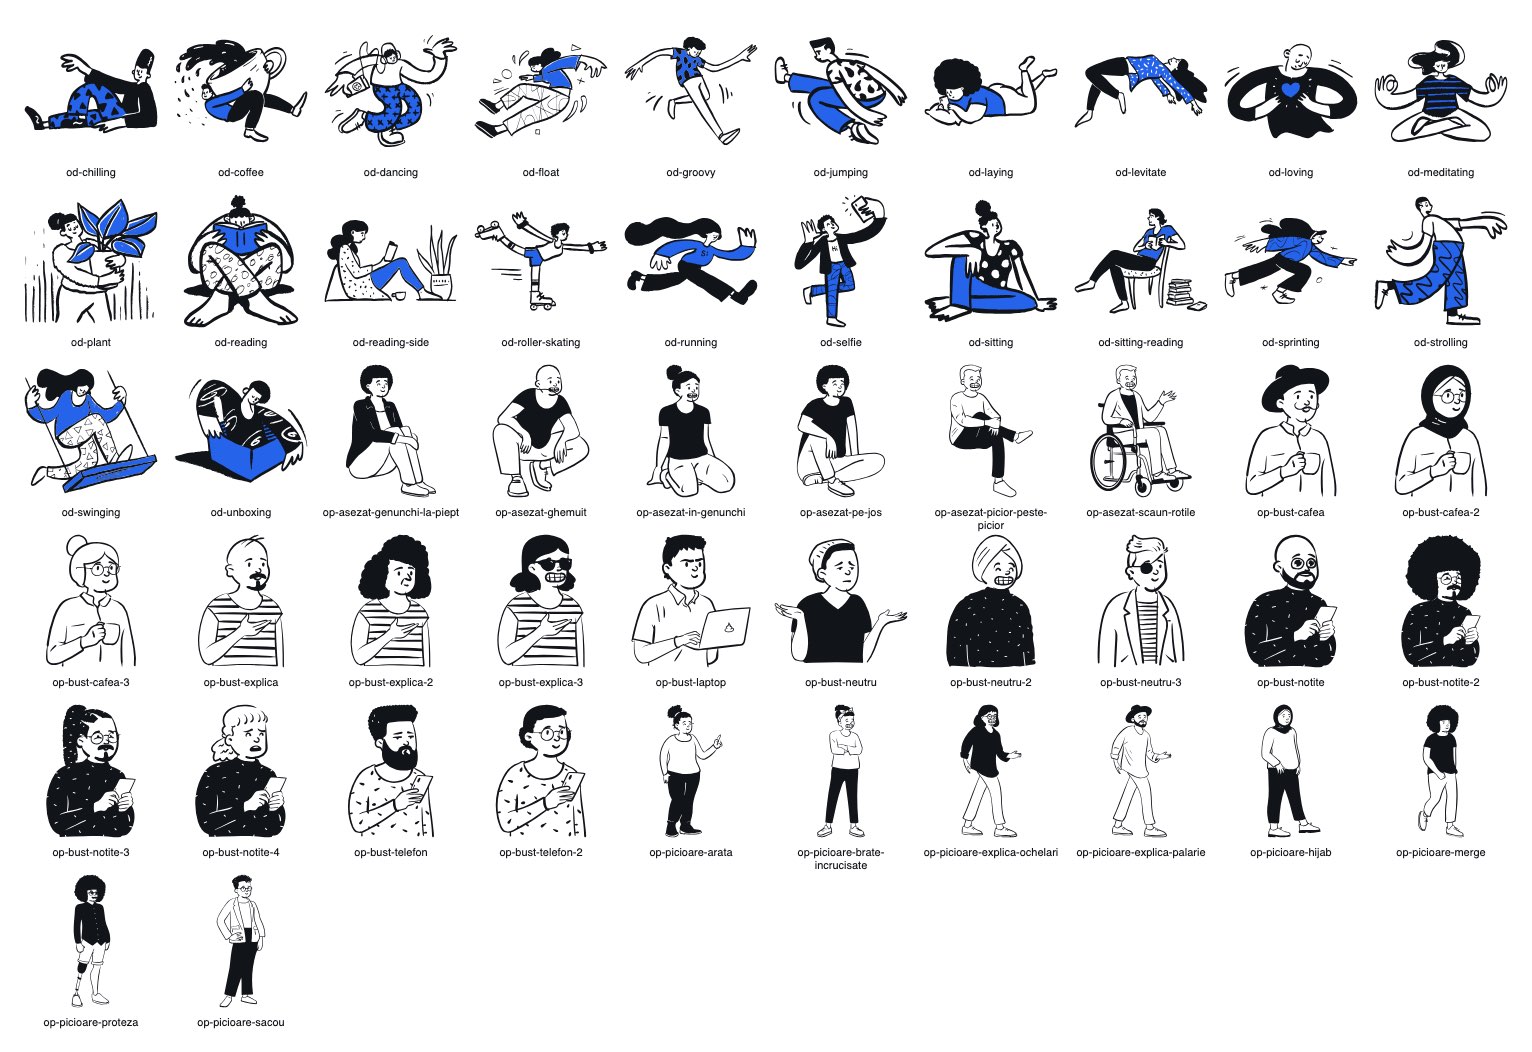 od-chilling
od-coffee
od-dancing
od-float
od-groovy
od-jumping
od-laying
od-levitate
od-loving
od-meditating
od-plant
od-reading
od-reading-side
od-roller-skating
od-running
od-selfie
od-sitting
od-sitting-reading
od-sprinting
od-strolling
od-swinging
od-unboxing
op-asezat-genunchi-la-piept
op-asezat-ghemuit
op-asezat-in-genunchi
op-asezat-pe-jos
op-asezat-picior-peste-
picior
op-asezat-scaun-rotile
op-bust-cafea
op-bust-cafea-2
op-bust-cafea-3
op-bust-explica
op-bust-explica-2
op-bust-explica-3
op-bust-laptop
op-bust-neutru
op-bust-neutru-2
op-bust-neutru-3
op-bust-notite
op-bust-notite-2
op-bust-notite-3
op-bust-notite-4
op-bust-telefon
op-bust-telefon-2
op-picioare-arata
op-picioare-brate-
incrucisate
op-picioare-explica-ochelari
op-picioare-explica-palarie
op-picioare-hijab
op-picioare-merge
op-picioare-proteza
op-picioare-sacou